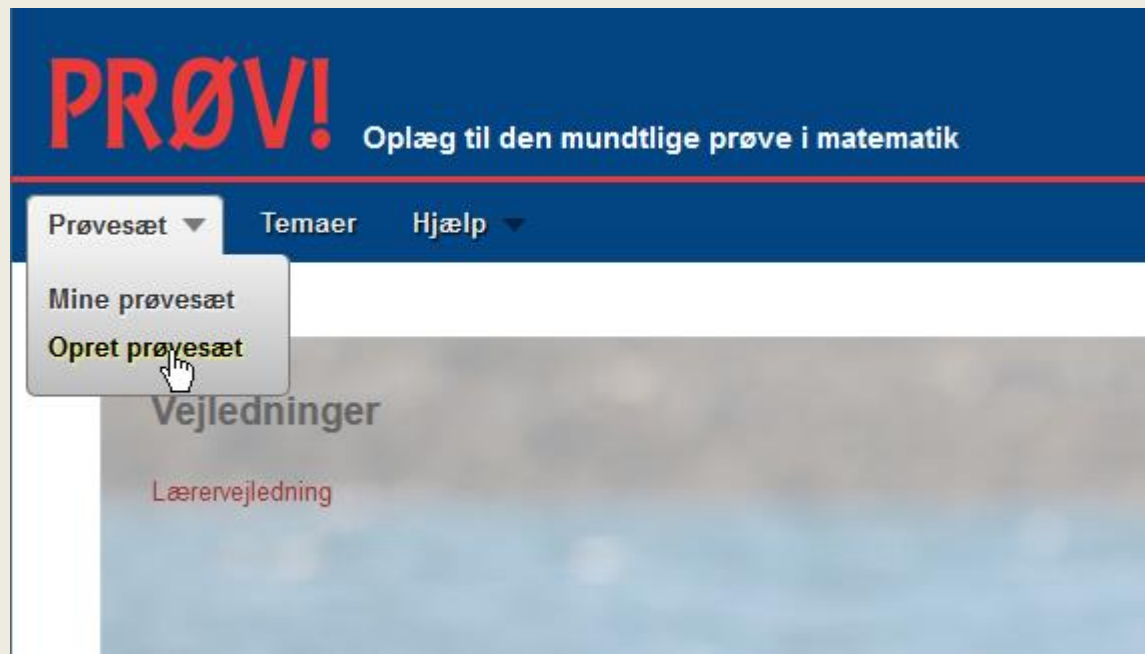 PRØV! Oplæg til den mundtlige prøve i matematik
Prøvesæt Temaer Hjælp
Mine prøvesæt
Opret prøvesæt
Vejledninger
Lærervejledning